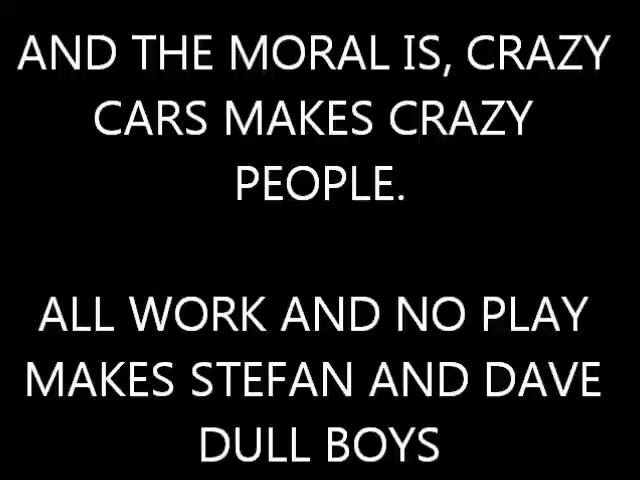 AND THE MORAL IS, CRAZY
CARS MAKES CRAZY
PEOPLE.
ALL WORK AND NO PLAY
MAKES STEFAN AND DAVE
DULL BOYS